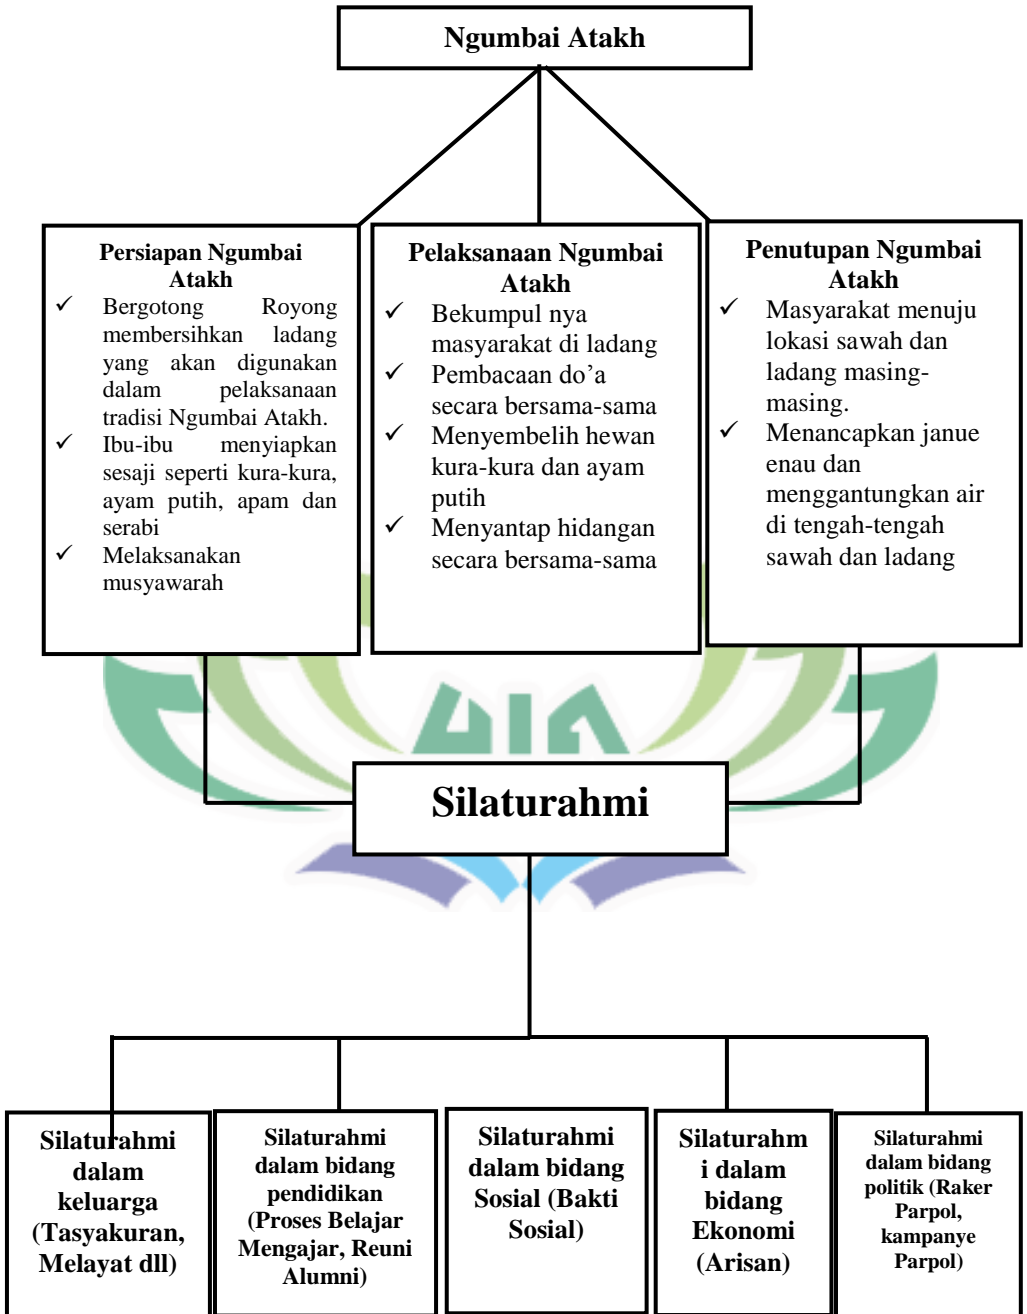 Ngumbai Atakh
Persiapan Ngumbai
Atakh
✓ Bergotong Royong
membersihkan ladang
yang akan digunakan
dalam pelaksanaan
tradisi Ngumbai Atakh.
✓ Ibu-ibu menyiapkan
sesaji seperti kura-kura,
ayam putih, apam dan
serabi
✓ Melaksanakan
musyawarah
Pelaksanaan Ngumbai
Atakh
✓ Bekumpul nya
masyarakat di ladang
✓ Pembacaan do’a
secara bersama-sama
✓ Menyembelih hewan
kura-kura dan ayam
putih
✓ Menyantap hidangan
secara bersama-sama
Penutupan Ngumbai
Atakh
✓ Masyarakat menuju
lokasi sawah dan
ladang masing-
masing.
✓ Menancapkan janue
enau dan
menggantungkan air
di tengah-tengah
sawah dan ladang
UIN
Silaturahmi
Silaturahmi
dalam
keluarga
(Tasyakuran,
Melayat dll)
Silaturahmi
dalam bidang
pendidikan
(Proses Belajar
Mengajar, Reuni
Alumni)
Silaturahmi
dalam bidang
Sosial (Bakti
Sosial)
Silaturahm
i dalam
bidang
Ekonomi
(Arisan)
Silaturahmi
dalam bidang
politik (Raker
Parpol,
kampanye
Parpol)